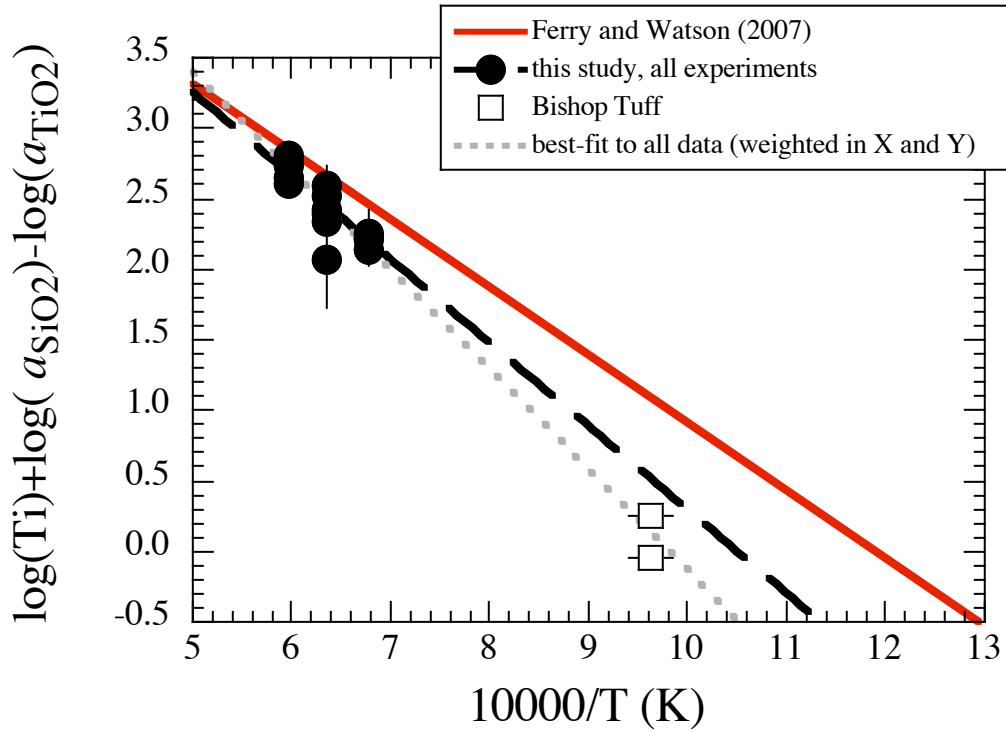 Ferry and Watson (2007)
this study, all experiments
Bishop Tuff
best-fit to all data (weighted in X and Y)
log(Ti)+log( aSiO2)-log(aTiO2)
3.5
3.0
2.5
2.0
1.5
1.0
0.5
0.0
-0.5
5 6 7 8 9 10 11 12 13
10000/T (K)